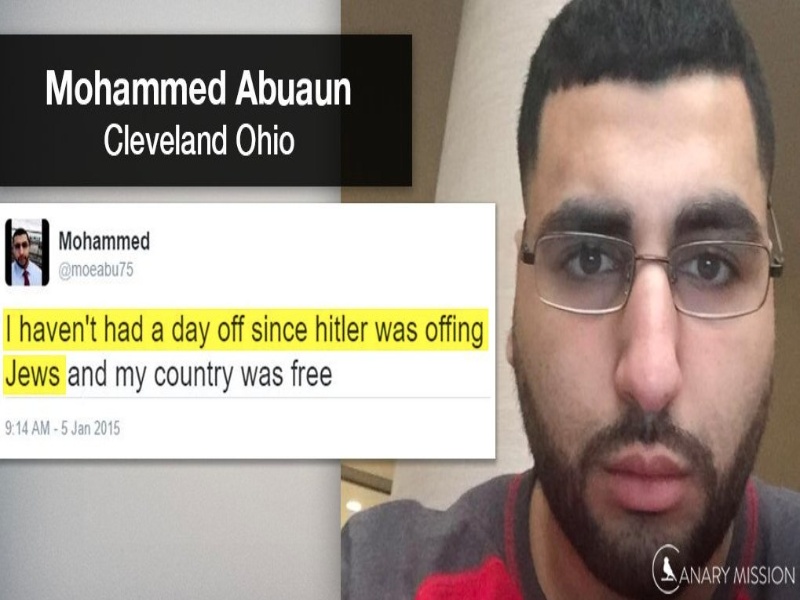 Mohammed Abuaun
Cleveland Ohio
Mohammed
@moeabu75
I haven't had a day off since hitler was offing
Jews and my country was free
9:14 AM - 5 Jan 2015
CANARY MISSION